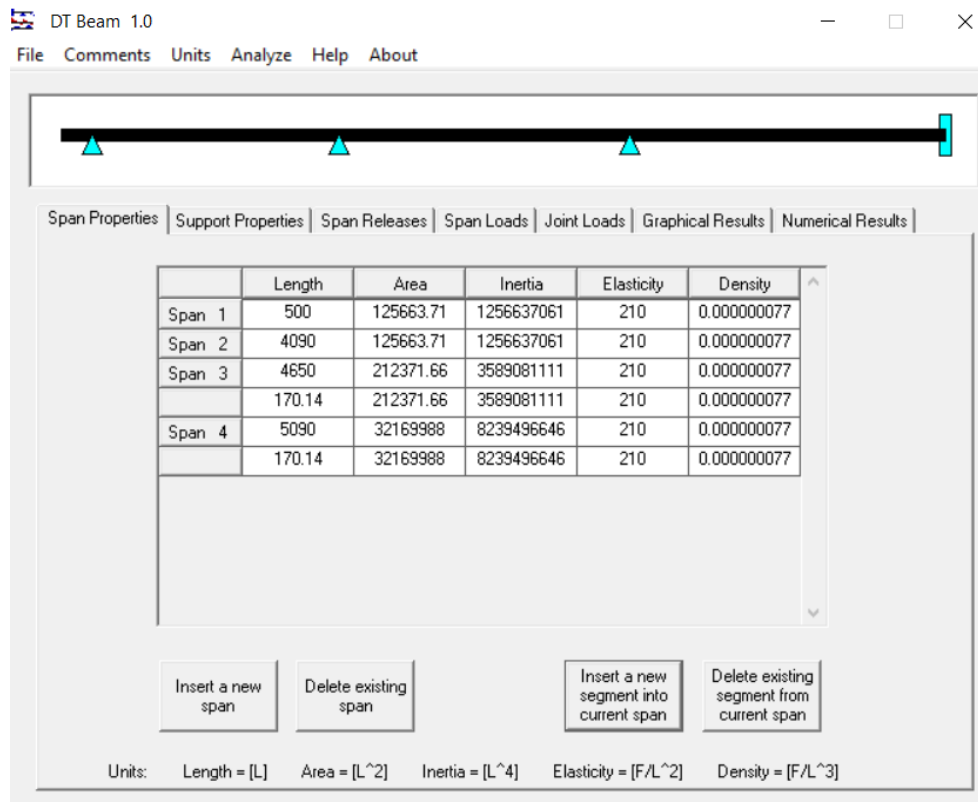 DT Beam 1.0
File Comments Units Analyze Help About
Span Properties Support Properties Span Releases Span Loads Joint Loads Graphical Results Numerical Results
Length Area Inertia Elasticity Density
Span 1 500 125663.71 1256637061 210 0.000000077
Span 2 4090 125663.71 1256637061 210 0.000000077
Span 3 4650 212371.66 3589081111 210 0.000000077
170.14 212371.66 3589081111 210 0.000000077
Span 4 5090 32169988 8239496646 210 0.000000077
170.14 32169988 8239496646 210 0.000000077
Insert a new
span
Delete existing
span
Insert a new
segment into
current span
Delete existing
segment from
current span
Units: Length = [L] Area = [L^2] Inertia = [L^4] Elasticity = [F/L^2] Density = [F/L^3]